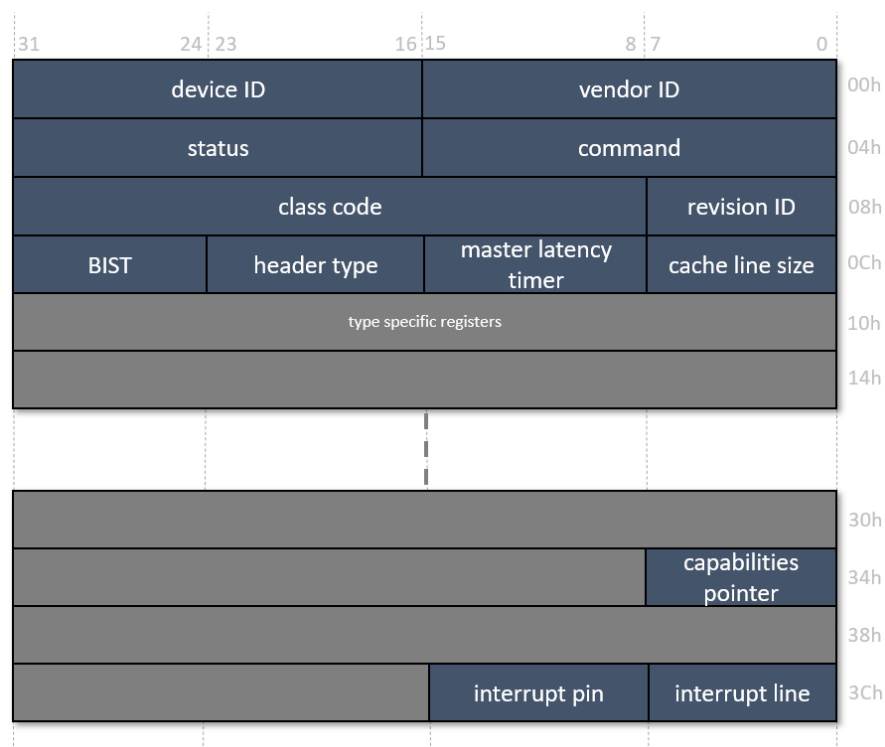 31 24 23 16 15 8 7 0
device ID vendor ID 00h
status command 04h
class code revision ID 08h
BIST header type master latency timer cache line size 0Ch
type specific registers 10h
14h
30h
capabilities pointer 34h
38h
interrupt pin interrupt line 3Ch